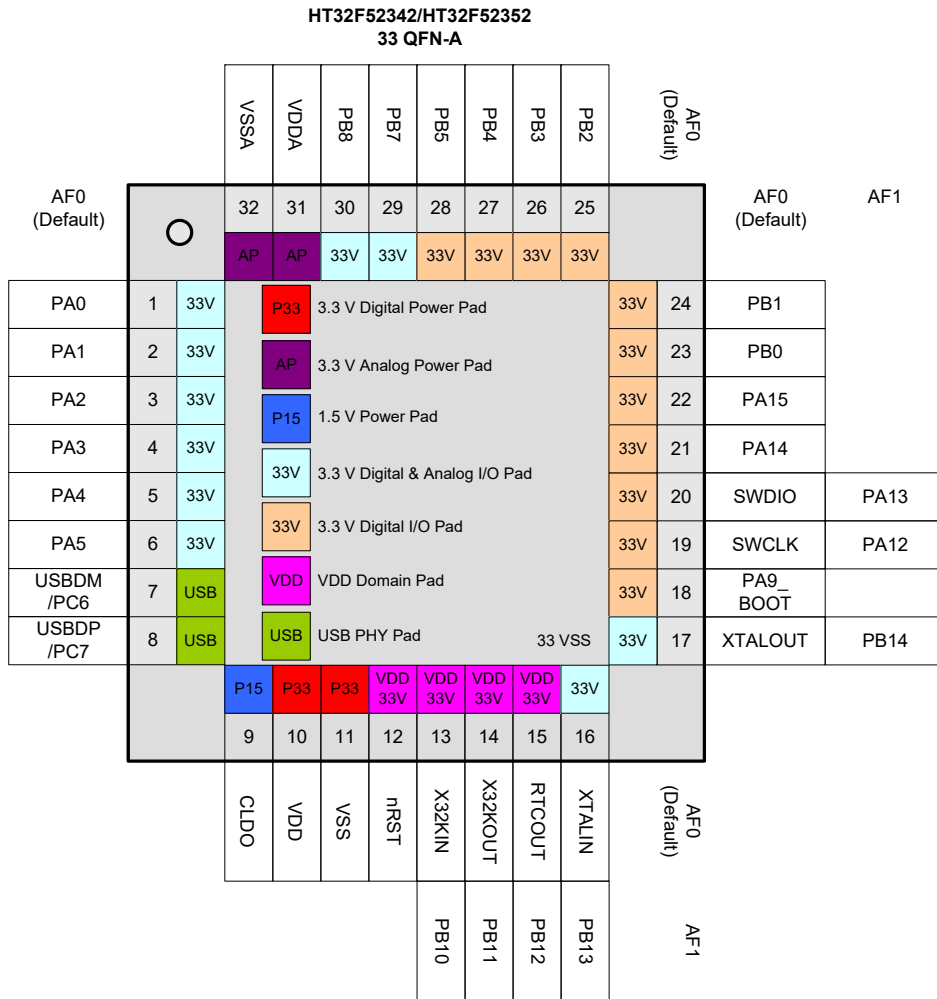 HT32F52342/HT32F52352
33 QFN-A
VSSA
VDDA
PB8
PB7
PB5
PB4
PB3
PB2
AF0
(Default)
AF0
(Default)
32
31
30
29
28
27
26
25
AF0
(Default)
AF1
AP
AP
33V
33V
33V
33V
33V
33V
PA0
1
33V
P33
3.3 V Digital Power Pad
33V
24
PB1
PA1
2
33V
AP
3.3 V Analog Power Pad
33V
23
PB0
PA2
3
33V
P15
1.5 V Power Pad
33V
22
PA15
PA3
4
33V
33V
3.3 V Digital & Analog I/O Pad
33V
21
PA14
PA4
5
33V
33V
3.3 V Digital I/O Pad
33V
20
SWDIO
PA13
PA5
6
33V
VDD
VDD Domain Pad
33V
19
SWCLK
PA12
USBDM
/PC6
7
USB
USB
USB PHY Pad
33V
18
PA9_
BOOT
USBDP
/PC7
8
USB
33 VSS
33V
17
XTALOUT
PB14
P15
P33
P33
VDD
33V
VDD
33V
VDD
33V
VDD
33V
33V
9
10
11
12
13
14
15
16
CLDO
VDD
VSS
nRST
X32KIN
X32KOUT
RTCOUT
XTALIN
AF0
(Default)
PB10
PB11
PB12
PB13
AF1